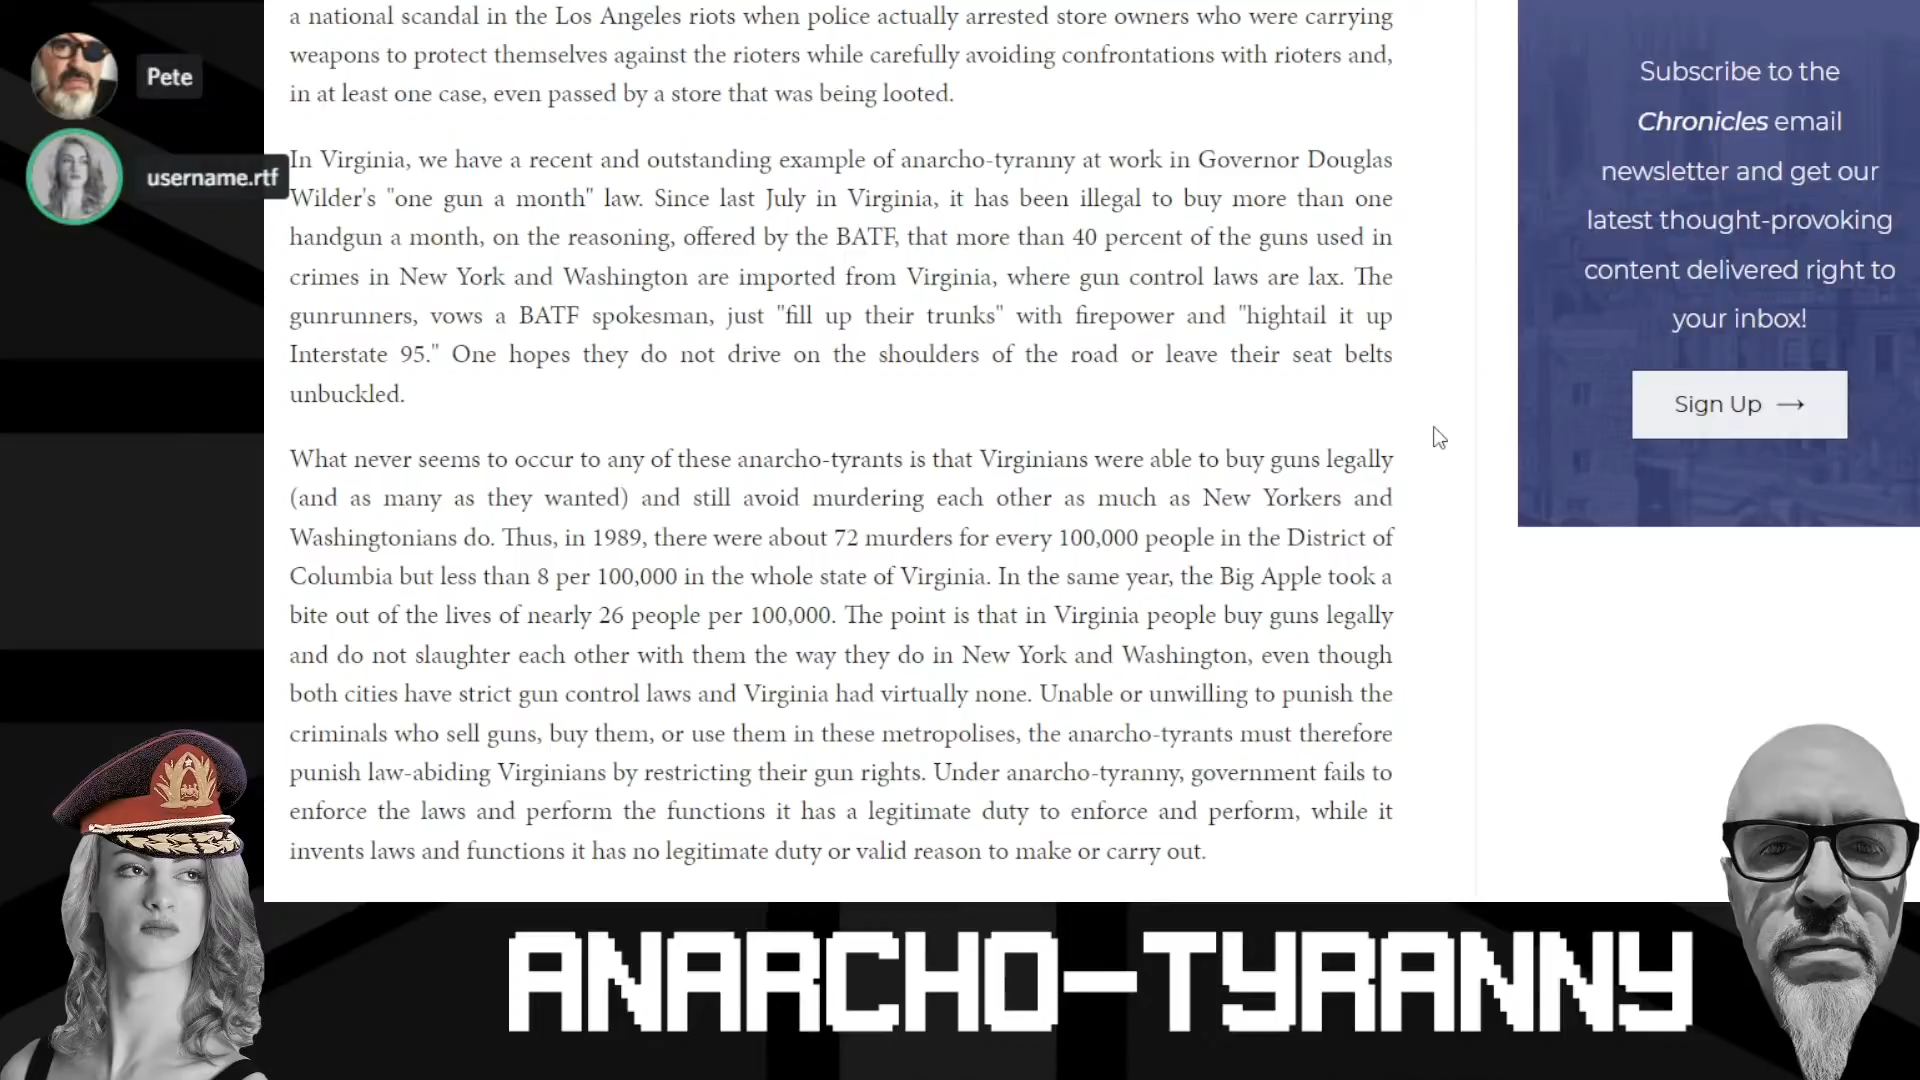 a national scandal in the Los Angeles riots when police actually arrested store owners who were carrying
weapons to protect themselves against the rioters while carefully avoiding confrontations with rioters and,
in at least one case, even passed by a store that was being looted.
Pete
username.rtf
In Virginia, we have a recent and outstanding example of anarcho-tyranny at work in Governor Douglas
Wilder's "one gun a month" law. Since last July in Virginia, it has been illegal to buy more than one
handgun a month, on the reasoning, offered by the BATF, that more than 40 percent of the guns used in
crimes in New York and Washington are imported from Virginia, where gun control laws are lax. The
gunrunners, vows a BATF spokesman, just "fill up their trunks" with firepower and "hightail it up
Interstate 95." One hopes they do not drive on the shoulders of the road or leave their seat belts
unbuckled.
What never seems to occur to any of these anarcho-tyrants is that Virginians were able to buy guns legally
(and as many as they wanted) and still avoid murdering each other as much as New Yorkers and
Washingtonians do. Thus, in 1989, there were about 72 murders for every 100,000 people in the District of
Columbia but less than 8 per 100,000 in the whole state of Virginia. In the same year, the Big Apple took a
bite out of the lives of nearly 26 people per 100,000. The point is that in Virginia people buy guns legally
and do not slaughter each other with them the way they do in New York and Washington, even though
both cities have strict gun control laws and Virginia had virtually none. Unable or unwilling to punish the
criminals who sell guns, buy them, or use them in these metropolises, the anarcho-tyrants must therefore
punish law-abiding Virginians by restricting their gun rights. Under anarcho-tyranny, government fails to
enforce the laws and perform the functions it has a legitimate duty to enforce and perform, while it
invents laws and functions it has no legitimate duty or valid reason to make or carry out.
Subscribe to the
Chronicles email
newsletter and get our
latest thought-provoking
content delivered right to
your inbox!
Sign Up →
ANARCHO-TYRANNY